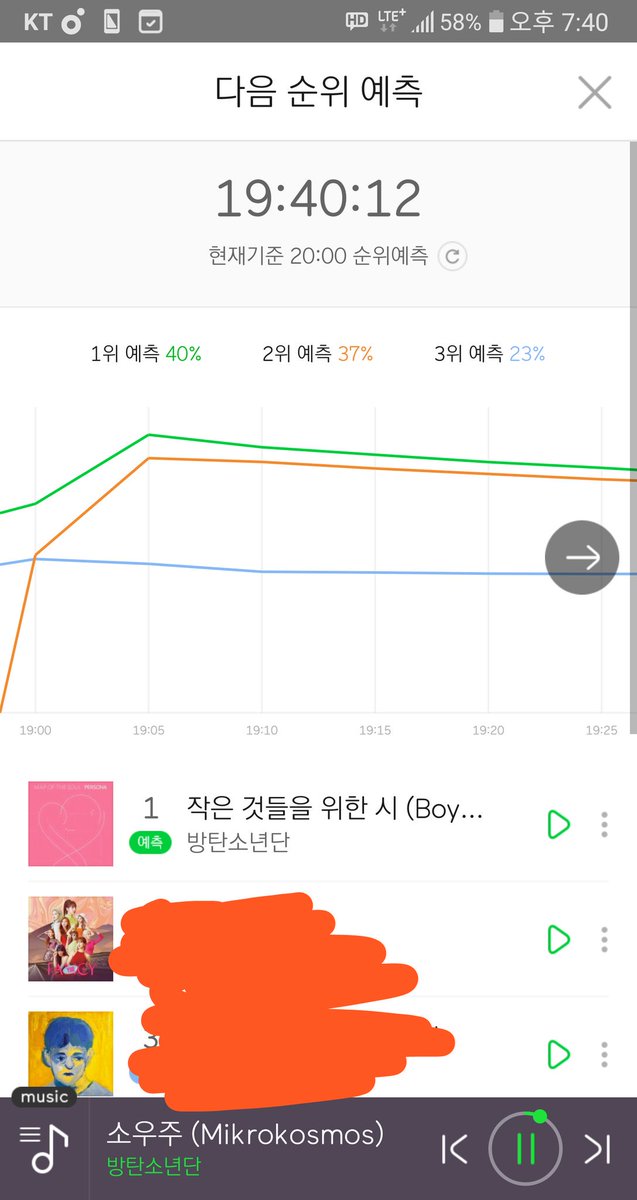 KT HD LTE+ 58% 오후 7:40
다음 순위 예측
19:40:12
현재기준 20:00 순위예측
1위 예측 40% 2위 예측 37% 3위 예측 23%
19:00 19:05 19:10 19:15 19:20 19:25
MAP OF THE SOUL : PERSONA
1 작은 것들을 위한 시 (Boy...
예측 방탄소년단
3
music
소우주 (Mikrokosmos)
방탄소년단